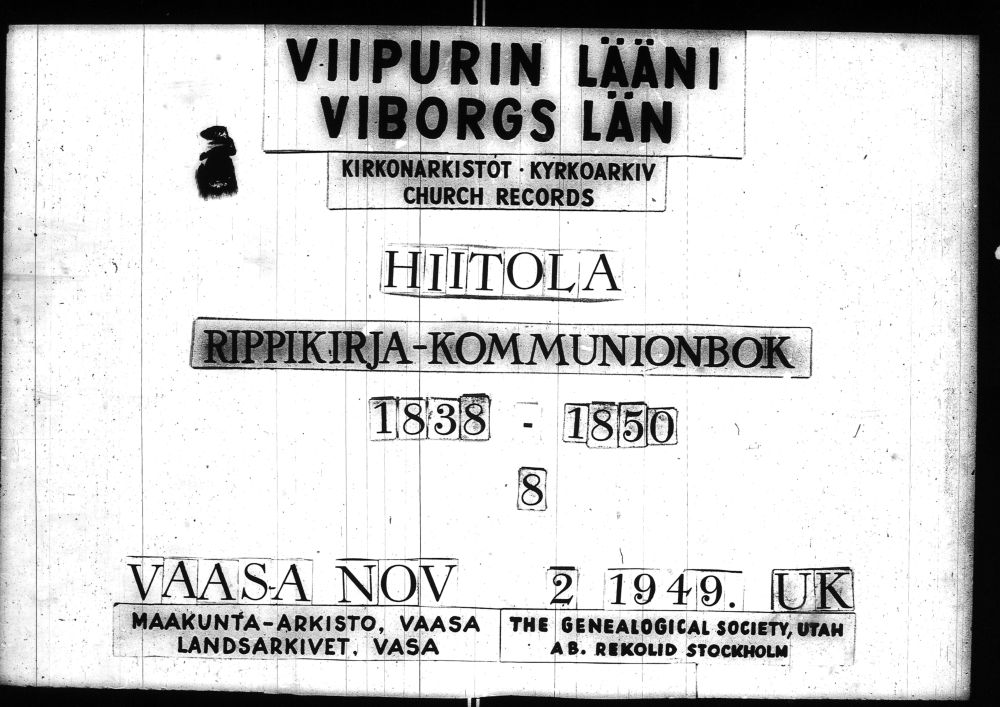 VIIPURIN LÄÄNI
VIBORGS LÄN
KIRKONARKISTOT · KYRKOARKIV
CHURCH RECORDS
HIITOLA
RIPPIKIRJA-KOMMUNIONBOK
1838 - 1850
8
VAASA NOV 2 1949. UK
MAAKUNTA-ARKISTO, VAASA
LANDSARKIVET, VASA
THE GENEALOGICAL SOCIETY, UTAH
AB. REKOLID STOCKHOLM